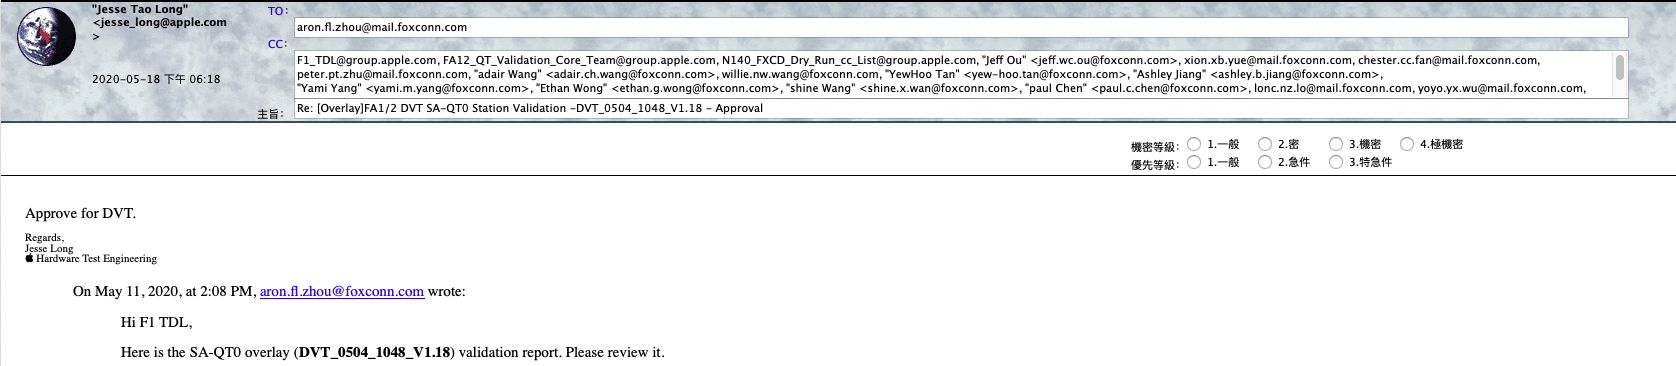 "Jesse Tao Long"
<jesse_long@apple.com
>
2020-05-18 下午 06:18
TO:
aron.fl.zhou@mail.foxconn.com
CC:
F1_TDL@group.apple.com, FA12_QT_Validation_Core_Team@group.apple.com, N140_FXCD_Dry_Run_cc_List@group.apple.com, "Jeff Ou" <jeff.wc.ou@foxconn.com>, xion.xb.yue@mail.foxconn.com, chester.cc.fan@mail.foxconn.com,
peter.pt.zhu@mail.foxconn.com, "adair Wang" <adair.ch.wang@foxconn.com>, willie.nw.wang@foxconn.com, "YewHoo Tan" <yew-hoo.tan@foxconn.com>, "Ashley Jiang" <ashley.b.jiang@foxconn.com>,
"Yami Yang" <yami.m.yang@foxconn.com>, "Ethan Wong" <ethan.g.wong@foxconn.com>, "shine Wang" <shine.x.wan@foxconn.com>, "paul Chen" <paul.c.chen@foxconn.com>, lonc.nz.lo@mail.foxconn.com, yoyo.yx.wu@mail.foxconn.com,
主旨:
Re: [Overlay]FA1/2 DVT SA-QT0 Station Validation -DVT_0504_1048_V1.18 - Approval
機密等級: 1.一般 2.密 3.機密 4.極機密
優先等級: 1.一般 2.急件 3.特急件
Approve for DVT.
Regards,
Jesse Long
Hardware Test Engineering
On May 11, 2020, at 2:08 PM, aron.fl.zhou@foxconn.com wrote:
Hi F1 TDL,
Here is the SA-QT0 overlay (DVT_0504_1048_V1.18) validation report. Please review it.